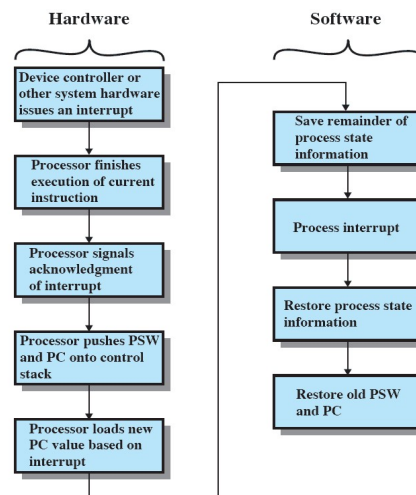 Hardware
Device controller or
other system hardware
issues an interrupt
Processor finishes
execution of current
instruction
Processor signals
acknowledgment
of interrupt
Processor pushes PSW
and PC onto control
stack
Processor loads new
PC value based on
interrupt
Software
Save remainder of
process state
information
Process interrupt
Restore process state
information
Restore old PSW
and PC